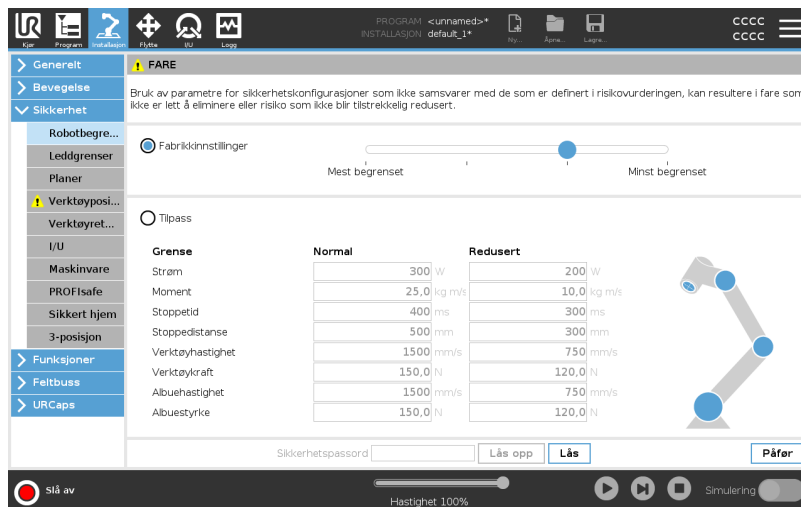 PROGRAM <unnamed>*
INSTALLASJON default_1*
CCCC
CCCC
Kjør Program Installasjon Flytte I/U Logg Ny... Åpne... Lagre...
Generelt
Bevegelse
Sikkerhet
Robotbegre...
Leddgrenser
Planer
Verktøyposi...
Verktøyret...
I/U
Maskinvare
PROFIsafe
Sikkert hjem
3-posisjon
Funksjoner
Feltbuss
URCaps
FARE
Bruk av parametre for sikkerhetskonfigurasjoner som ikke samsvarer med de som er definert i risikovurderingen, kan resultere i fare som
ikke er lett å eliminere eller risiko som ikke blir tilstrekkelig redusert.
Fabrikkinnstillinger
Mest begrenset Minst begrenset
Tilpass
Grense Normal Redusert
Strøm 300 W 200 W
Moment 25,0 kg m/s 10,0 kg m/s
Stoppetid 400 ms 300 ms
Stoppedistanse 500 mm 300 mm
Verktøyhastighet 1500 mm/s 750 mm/s
Verktøykraft 150,0 N 120,0 N
Albuehastighet 1500 mm/s 750 mm/s
Albuestyrke 150,0 N 120,0 N
Sikkerhetspassord Lås opp Lås Påfør
Slå av
Hastighet 100%
Simulering